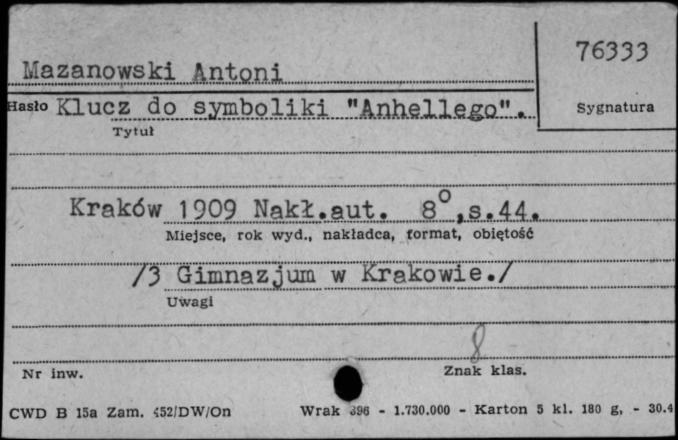 76333
Mazanowski Antoni
Hasło Klucz do symboliki "Anhellego".
Sygnatura
Tytuł
Kraków 1909 Nakł.aut. 8°,s.44.
Miejsce, rok wyd., nakładca, format, objętość
/3 Gimnazjum w Krakowie./
Uwagi
8
Nr inw.
Znak klas.
CWD B 15a Zam. 452/DW/On Wrak 396 - 1.730.000 - Karton 5 kl. 180 g, - 30.4